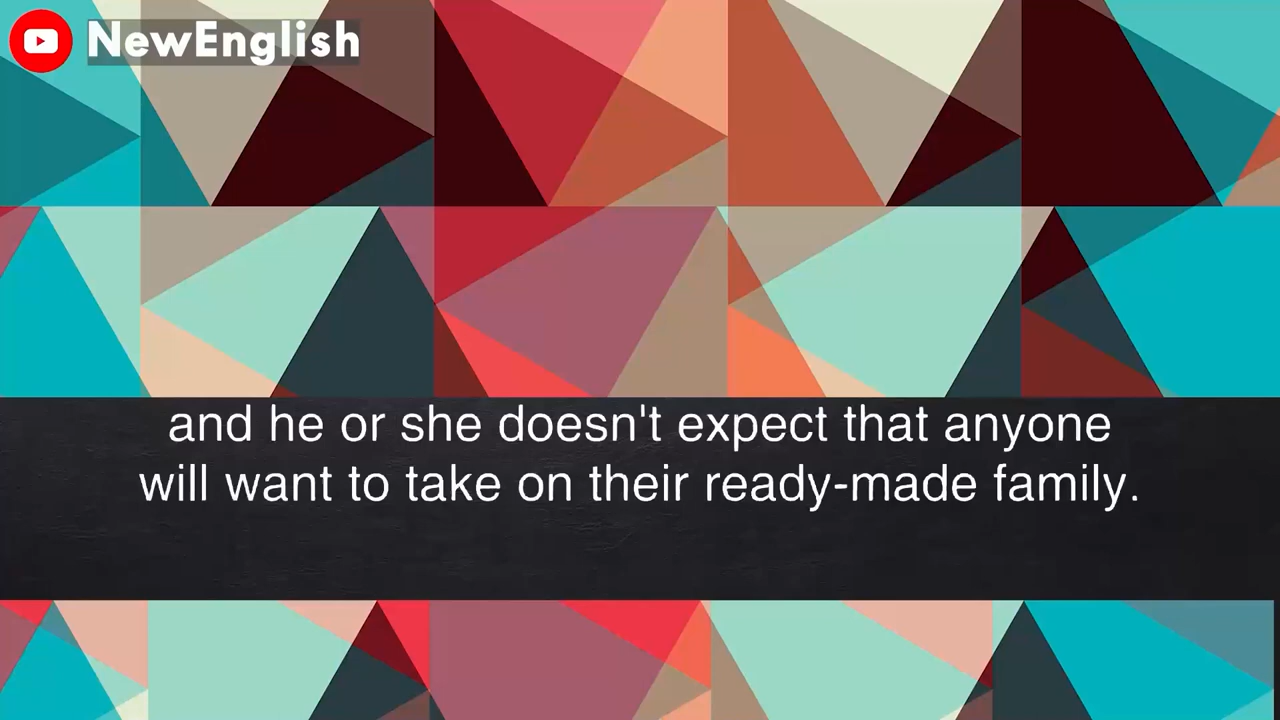 NewEnglish
and he or she doesn't expect that anyone
will want to take on their ready-made family.